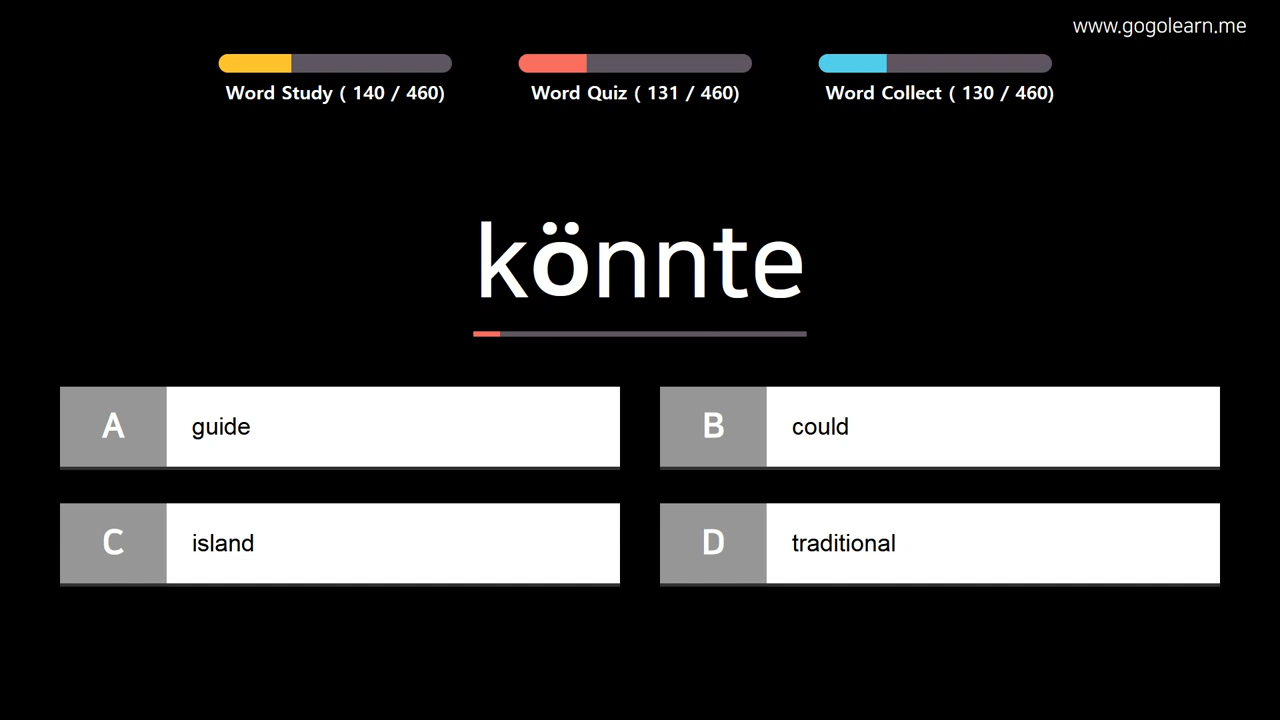 www.gogolearn.me
Word Study ( 140 / 460)
Word Quiz ( 131 / 460)
Word Collect ( 130 / 460)
könnte
A guide
B could
C island
D traditional